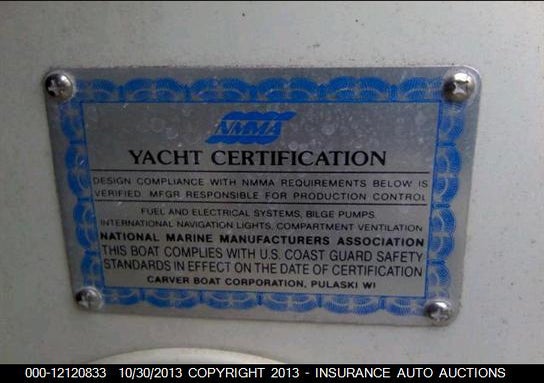 NMMA
YACHT CERTIFICATION
DESIGN COMPLIANCE WITH NMMA REQUIREMENTS BELOW IS
VERIFIED. MFGR RESPONSIBLE FOR PRODUCTION CONTROL
FUEL AND ELECTRICAL SYSTEMS, BILGE PUMPS
INTERNATIONAL NAVIGATION LIGHTS, COMPARTMENT VENTILATION
NATIONAL MARINE MANUFACTURERS ASSOCIATION
THIS BOAT COMPLIES WITH U.S. COAST GUARD SAFETY
STANDARDS IN EFFECT ON THE DATE OF CERTIFICATION
CARVER BOAT CORPORATION, PULASKI WI
000-12120833 10/30/2013 COPYRIGHT 2013 - INSURANCE AUTO AUCTIONS